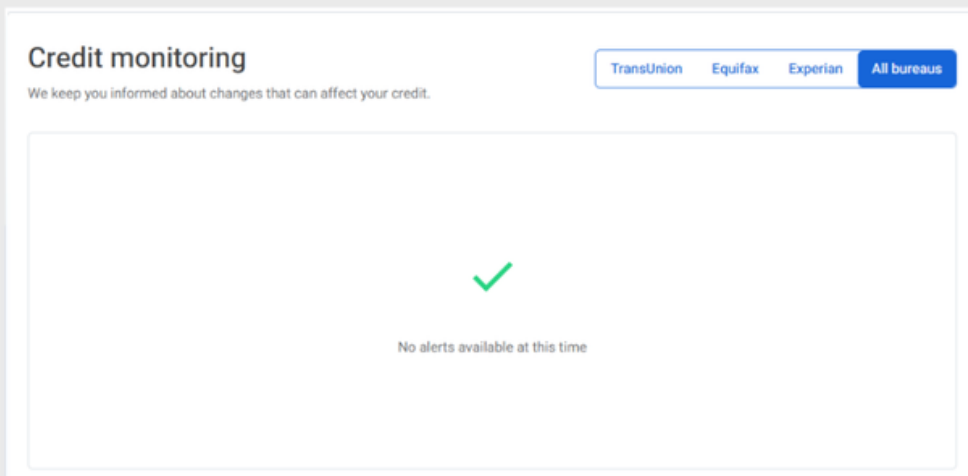 Credit monitoring
TransUnion Equifax Experian All bureaus
We keep you informed about changes that can affect your credit.
No alerts available at this time